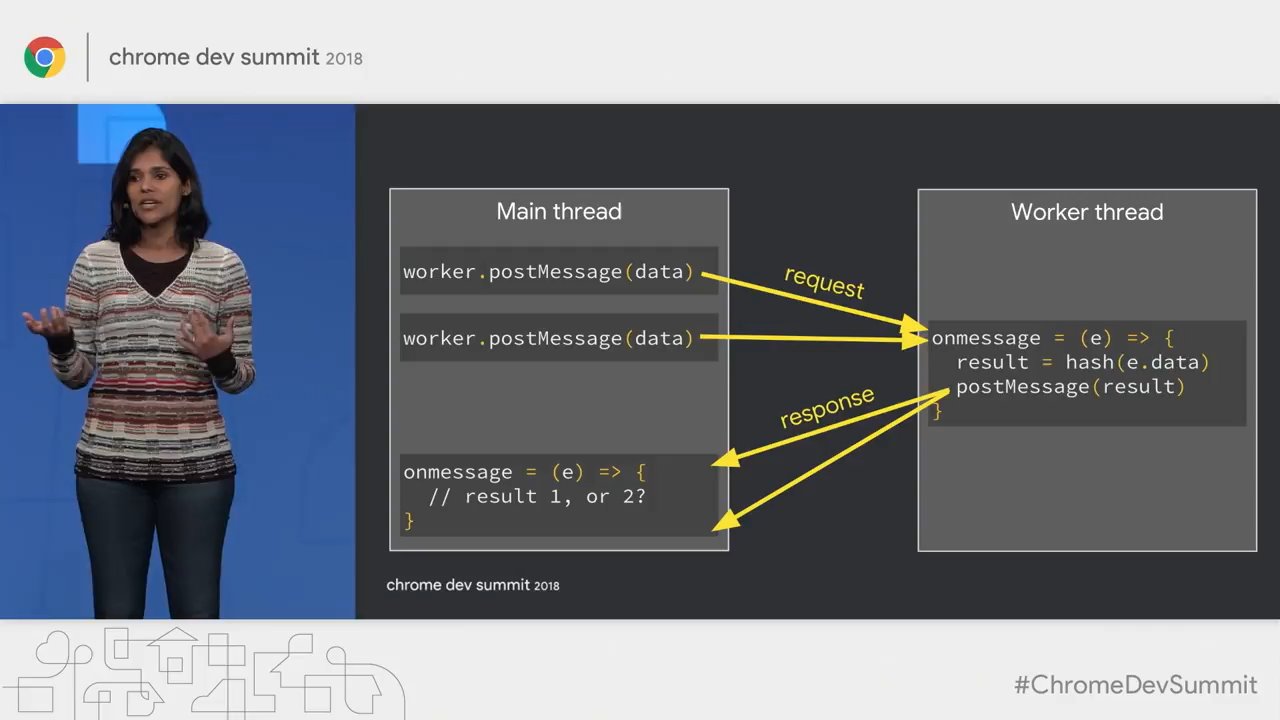 chrome dev summit 2018
Main thread
worker.postMessage(data)
worker.postMessage(data)
onmessage = (e) => {
// result 1, or 2?
}
request
response
Worker thread
onmessage = (e) => {
result = hash(e.data)
postMessage(result)
}
chrome dev summit 2018
#ChromeDevSummit